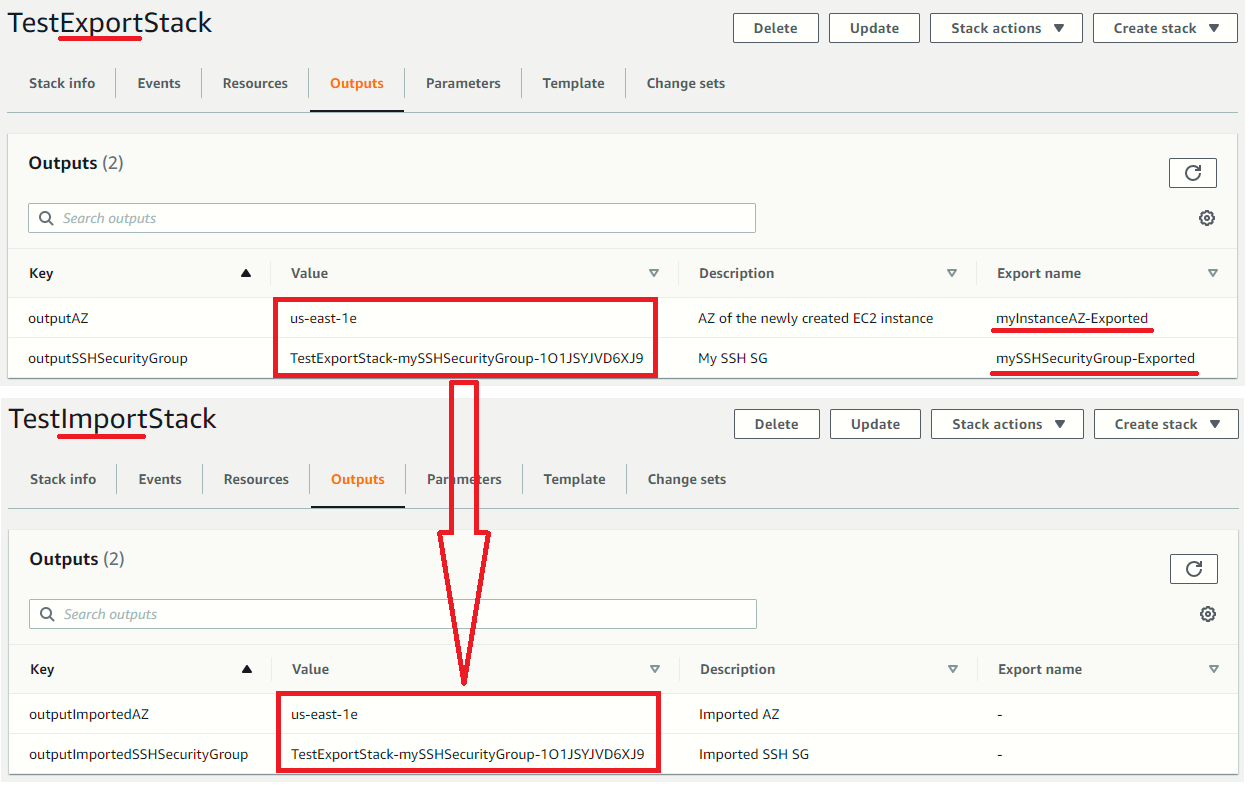 TestExportStack
Delete Update Stack actions Create stack
Stack info Events Resources Outputs Parameters Template Change sets
Outputs (2)
Search outputs
Key Value Description Export name
outputAZ us-east-1e AZ of the newly created EC2 instance myInstanceAZ-Exported
outputSSHSecurityGroup TestExportStack-mySSHSecurityGroup-1O1JSYJVD6XJ9 My SSH SG mySSHSecurityGroup-Exported
TestImportStack
Delete Update Stack actions Create stack
Stack info Events Resources Outputs Parameters Template Change sets
Outputs (2)
Search outputs
Key Value Description Export name
outputImportedAZ us-east-1e Imported AZ -
outputImportedSSHSecurityGroup TestExportStack-mySSHSecurityGroup-1O1JSYJVD6XJ9 Imported SSH SG -